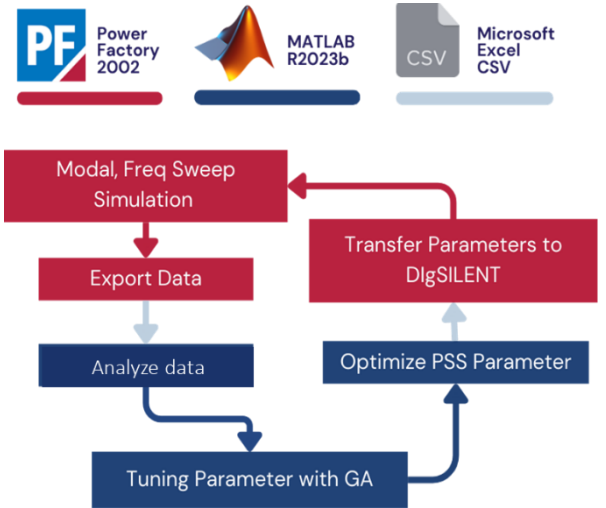 PF
Power
Factory
2002
MATLAB
R2023b
CSV
Microsoft
Excel
CSV
Modal, Freq Sweep
Simulation
Export Data
Analyze data
Tuning Parameter with GA
Optimize PSS Parameter
Transfer Parameters to
DIgSILENT